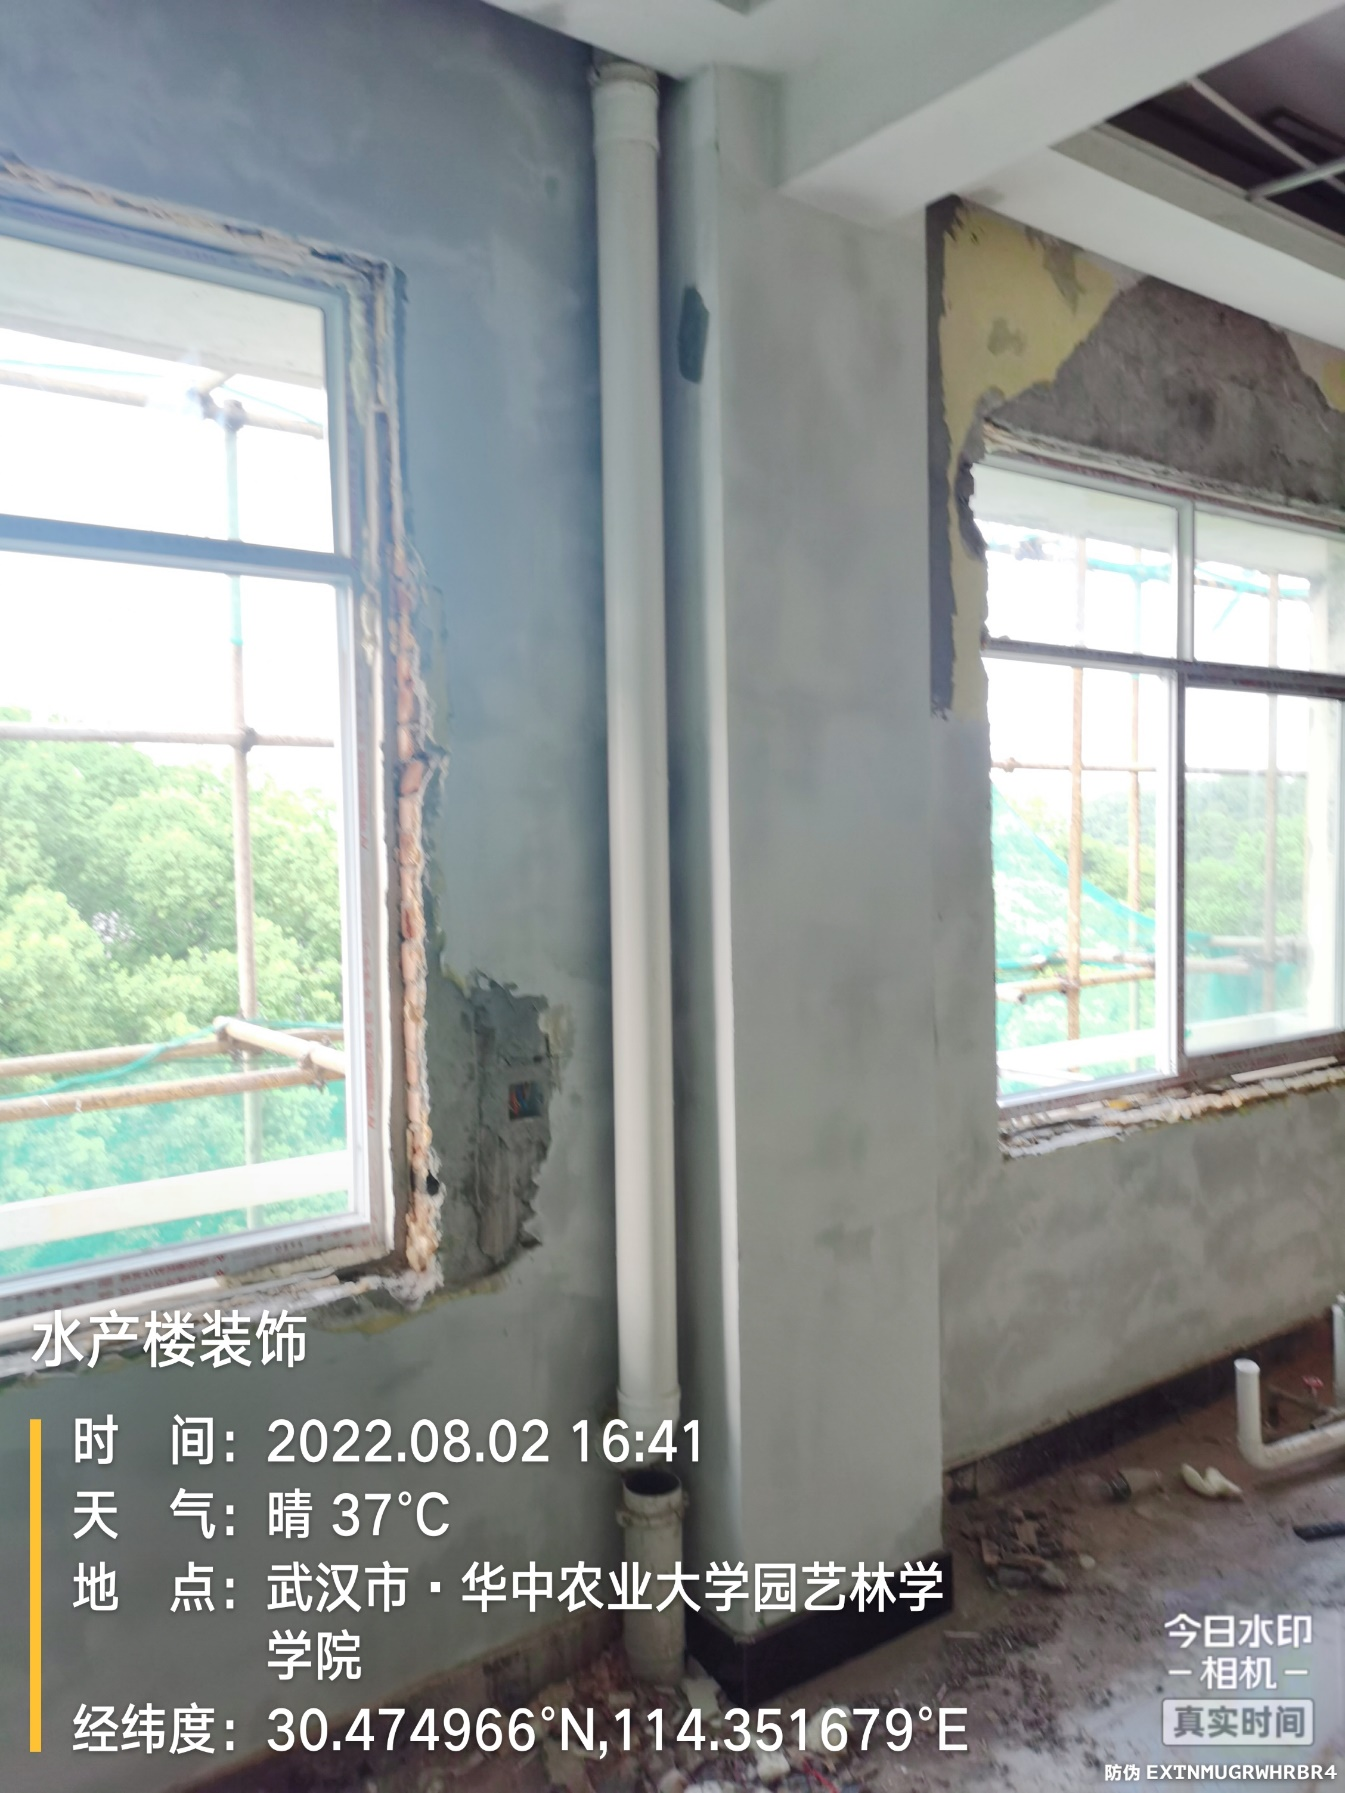 水产楼装饰
时 间：2022.08.02 16:41
天 气：晴 37°C
地 点：武汉市·华中农业大学园艺林学
学院
经纬度：30.474966°N,114.351679°E
今日水印
-相机-
真实时间
防伪 EXTNMUGRWHRBR4